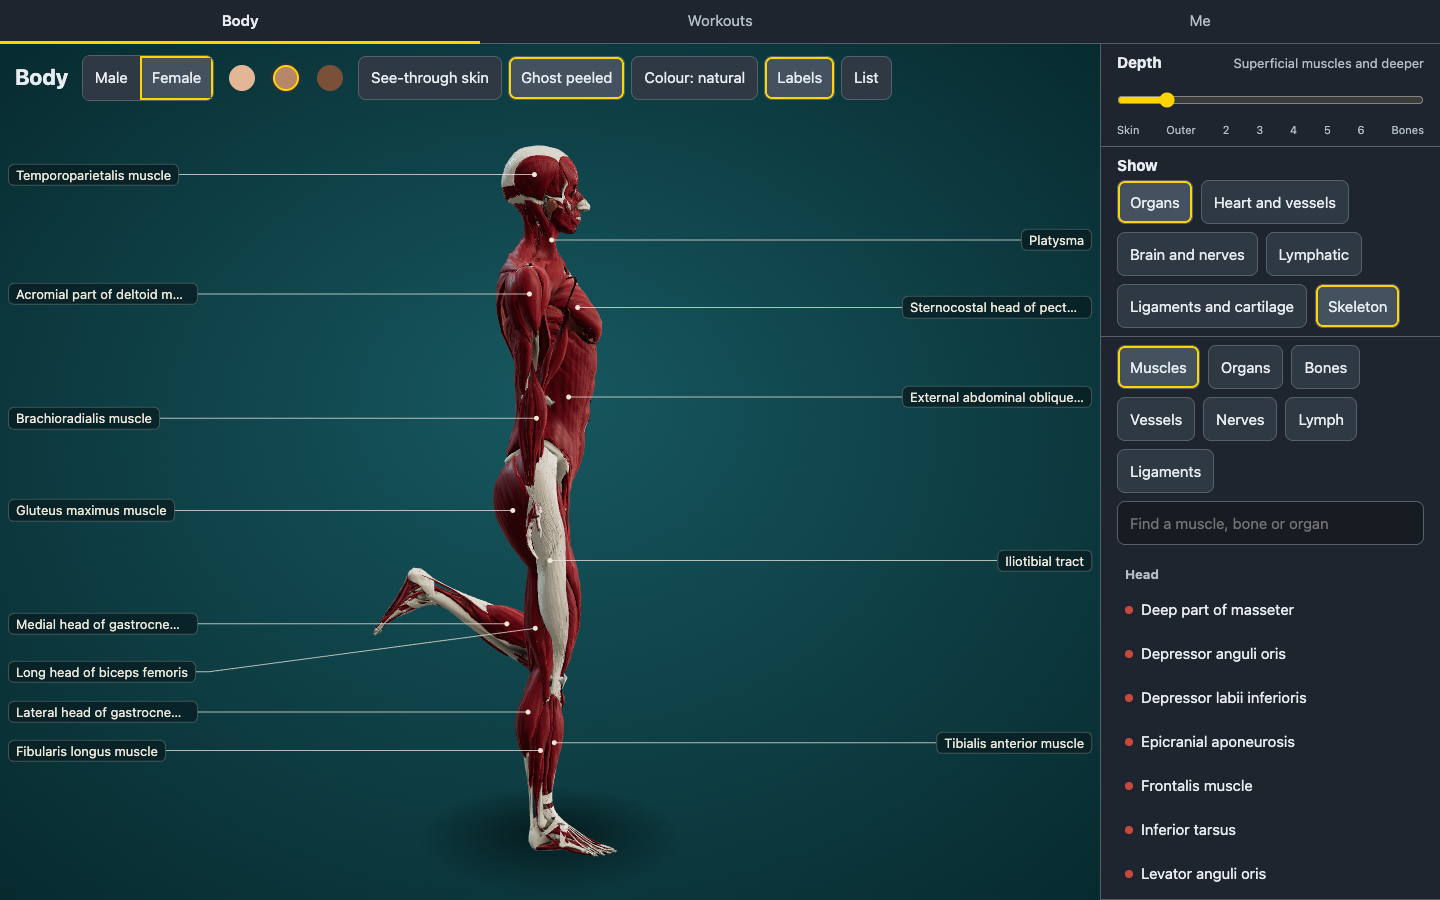 Body
Workouts
Me
Body
Male
Female
See-through skin
Ghost peeled
Colour: natural
Labels
List
Temporoparietalis muscle
Platysma
Acromial part of deltoid m...
Sternocostal head of pect...
External abdominal oblique...
Brachioradialis muscle
Gluteus maximus muscle
Iliotibial tract
Medial head of gastrocne...
Long head of biceps femoris
Lateral head of gastrocne...
Fibularis longus muscle
Tibialis anterior muscle
Depth
Superficial muscles and deeper
Skin Outer 2 3 4 5 6 Bones
Show
Organs
Heart and vessels
Brain and nerves
Lymphatic
Ligaments and cartilage
Skeleton
Muscles
Organs
Bones
Vessels
Nerves
Lymph
Ligaments
Find a muscle, bone or organ
Head
Deep part of masseter
Depressor anguli oris
Depressor labii inferioris
Epicranial aponeurosis
Frontalis muscle
Inferior tarsus
Levator anguli oris